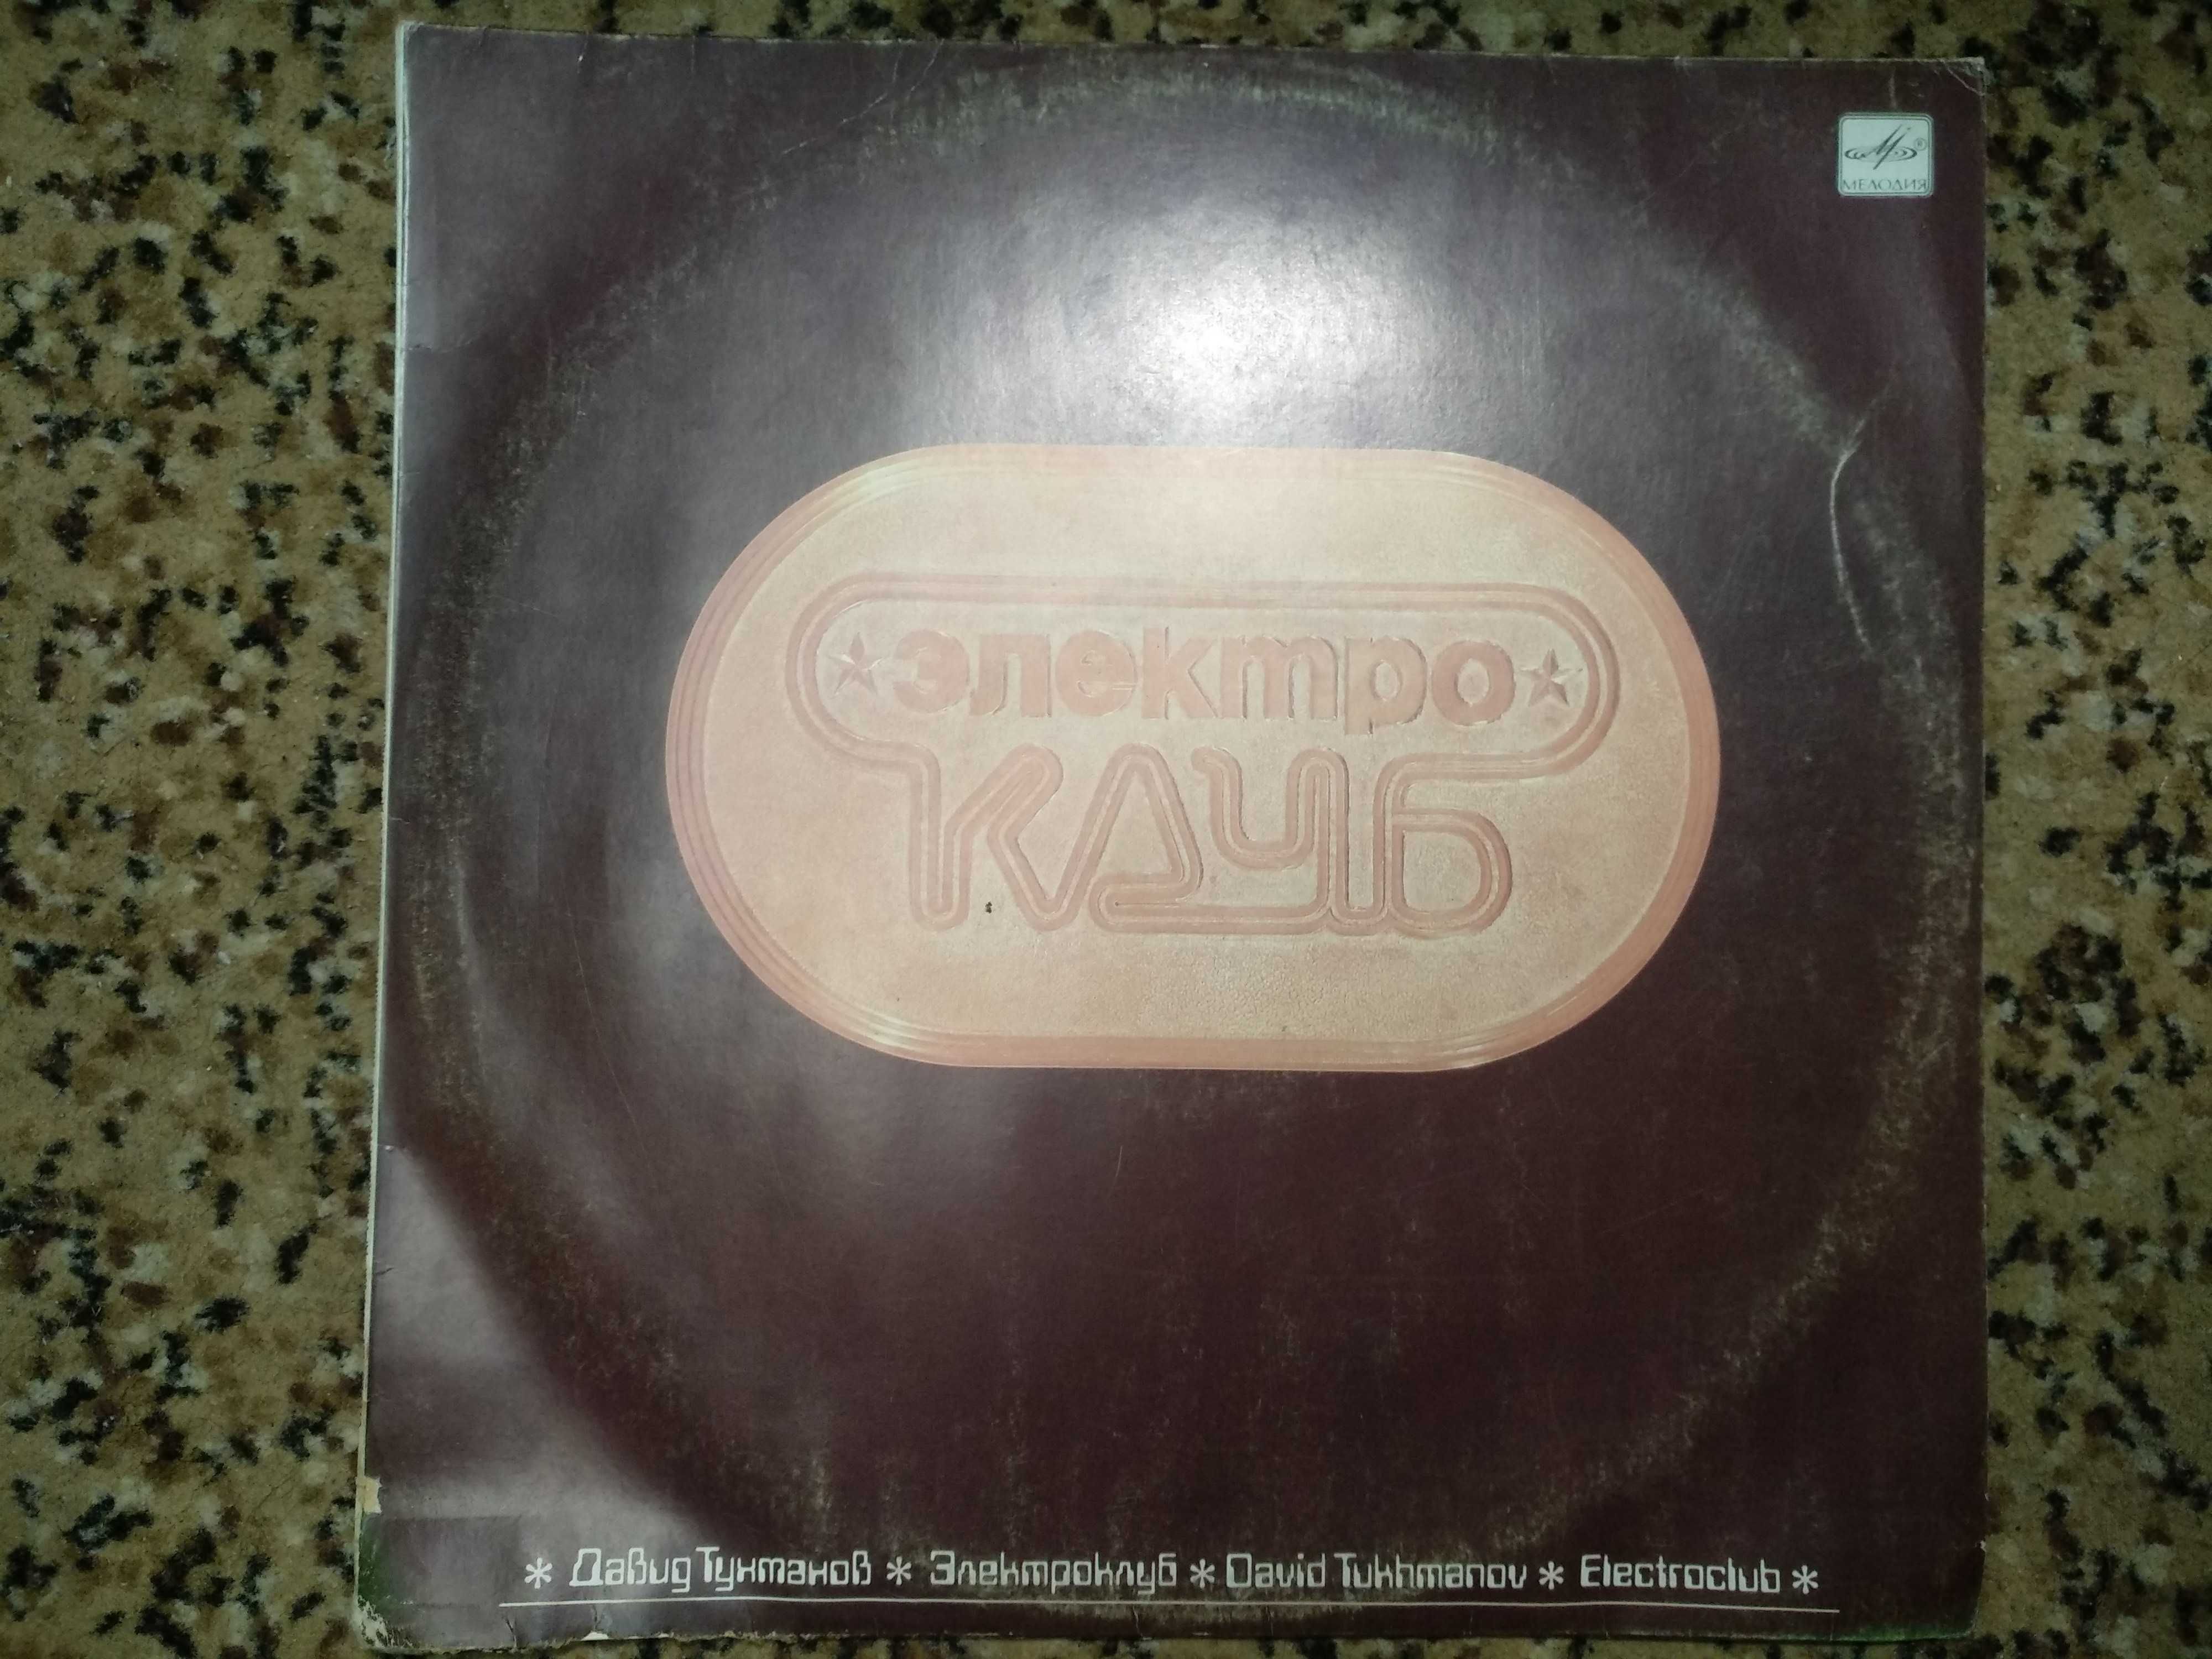 МЕЛОДИЯ
электро
КЛУБ
* Давид Тухманов * Электроклуб * David Tukhmanov * Electroclub *